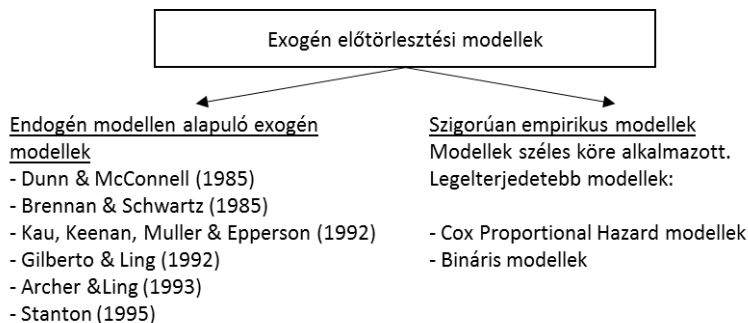 Exogén előtörlesztési modellek
Endogén modellen alapuló exogén
modellek
- Dunn & McConnell (1985)
- Brennan & Schwartz (1985)
- Kau, Keenan, Muller & Epperson (1992)
- Gilberto & Ling (1992)
- Archer &Ling (1993)
- Stanton (1995)
Szigorúan empirikus modellek
Modellek széles köre alkalmazott.
Legelterjedetebb modellek:
- Cox Proportional Hazard modellek
- Bináris modellek